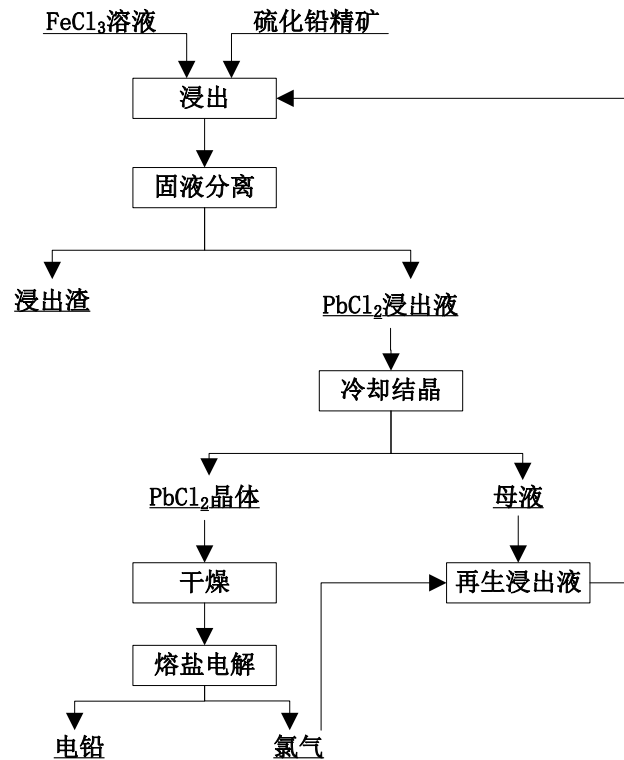 FeCl₃溶液 硫化铅精矿
浸出
固液分离
浸出渣 PbCl₂浸出液
冷却结晶
PbCl₂晶体 母液
干燥 再生浸出液
熔盐电解
电铅 氯气